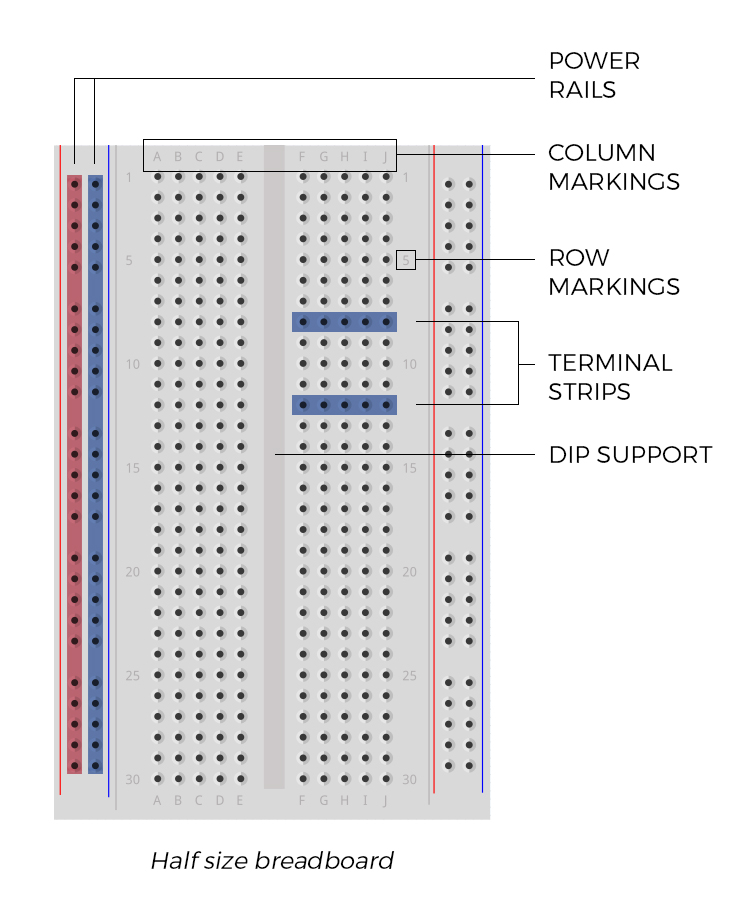 POWER
RAILS
COLUMN
MARKINGS
A B C D E F G H I J
1 1
ROW
MARKINGS
5 5
TERMINAL
STRIPS
10 10
DIP SUPPORT
15 15
20 20
25 25
30 30
A B C D E F G H I J
Half size breadboard